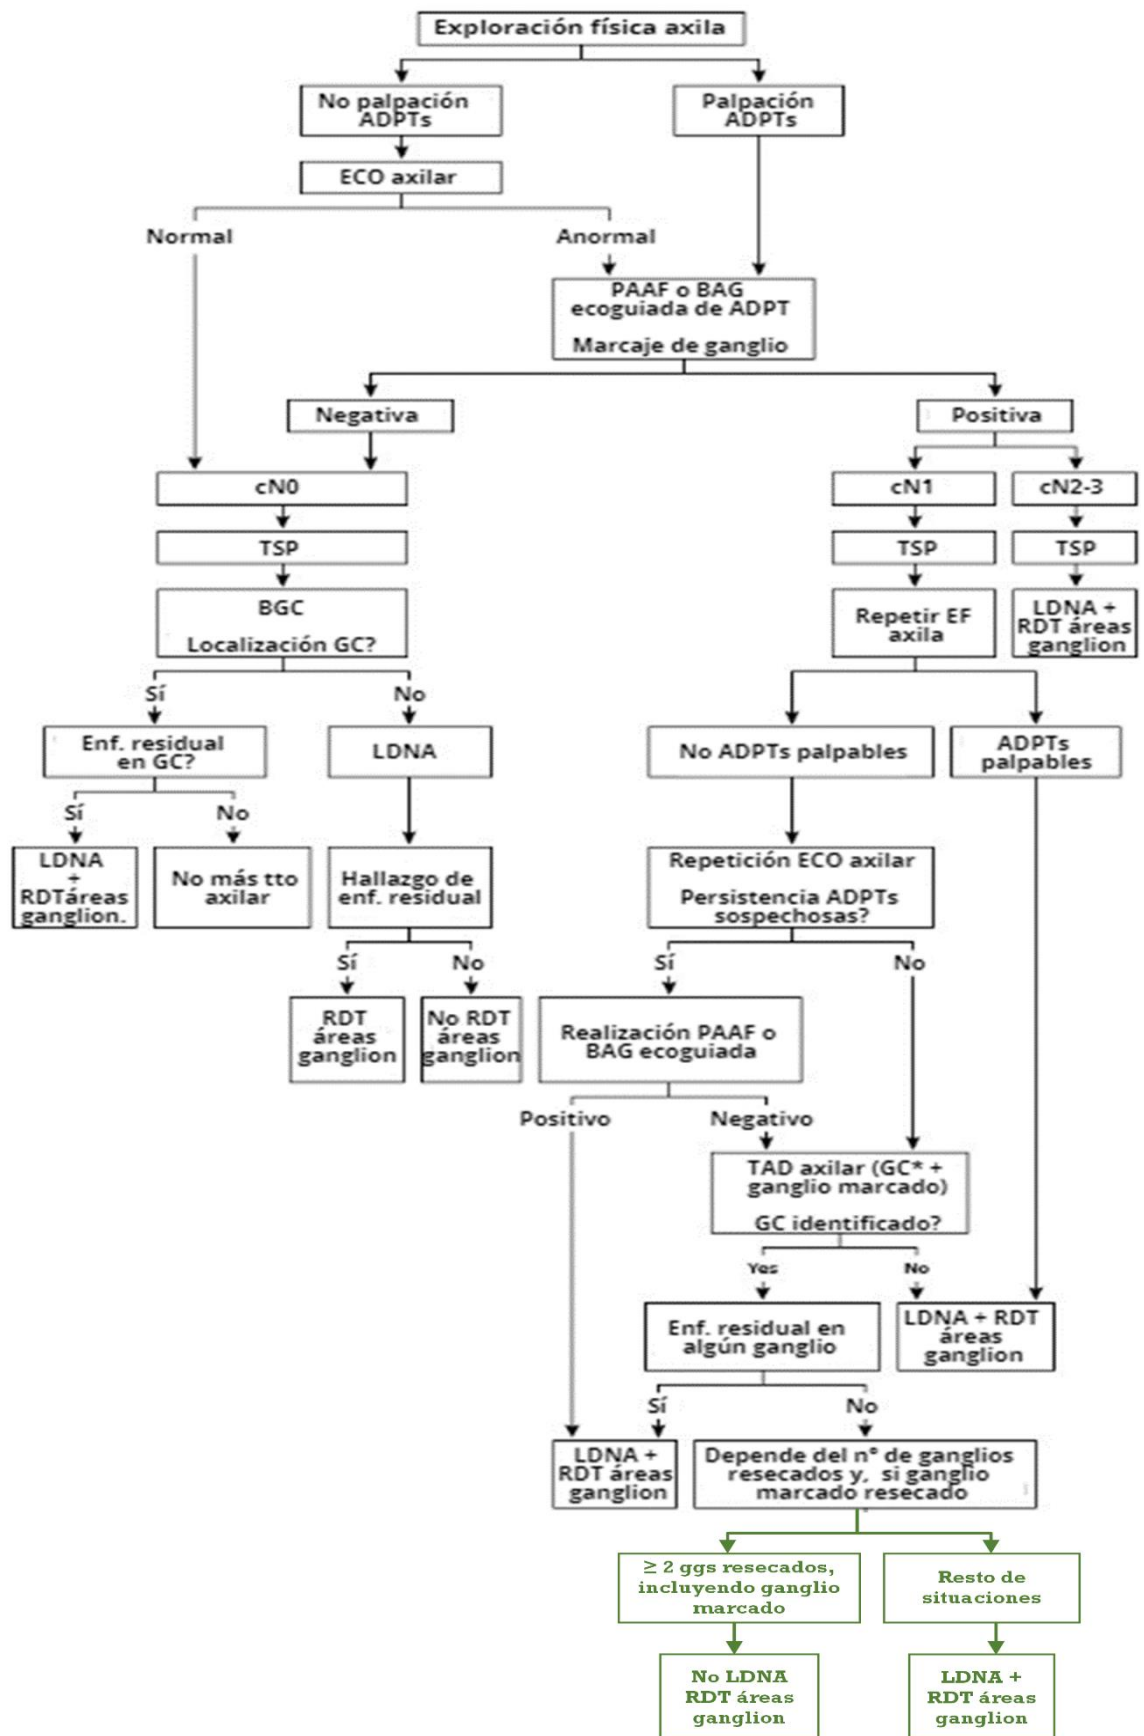 Exploración física axila
No palpación
ADPTs
Palpación
ADPTs
ECO axilar
Normal
Anormal
PAAF o BAG
ecoguiada de ADPT
Marcaje de ganglio
Negativa
Positiva
cN0
cN1
cN2-3
TSP
TSP
TSP
BGC
Localización GC?
Repetir EF
axila
LDNA +
RDT áreas
ganglion
Sí
No
Enf. residual
en GC?
LDNA
No ADPTs palpables
ADPTs
palpables
Sí
No
LDNA
+
RDTáreas
ganglion.
No más tto
axilar
Hallazgo de
enf. residual
Repetición ECO axilar
Persistencia ADPTs
sospechosas?
Sí
No
Sí
No
RDT
áreas
ganglion
No RDT
áreas
ganglion
Realización PAAF o
BAG ecoguiada
Positivo
Negativo
TAD axilar (GC* +
ganglio marcado)
GC identificado?
Yes
No
Enf. residual en
algún ganglio
LDNA + RDT
áreas
ganglion
Sí
No
LDNA +
RDT áreas
ganglion
Depende del nº de ganglios
resecados y, si ganglio
marcado resecado
≥ 2 ggs resecados,
incluyendo ganglio
marcado
Resto de
situaciones
No LDNA
RDT áreas
ganglion
LDNA +
RDT áreas
ganglion